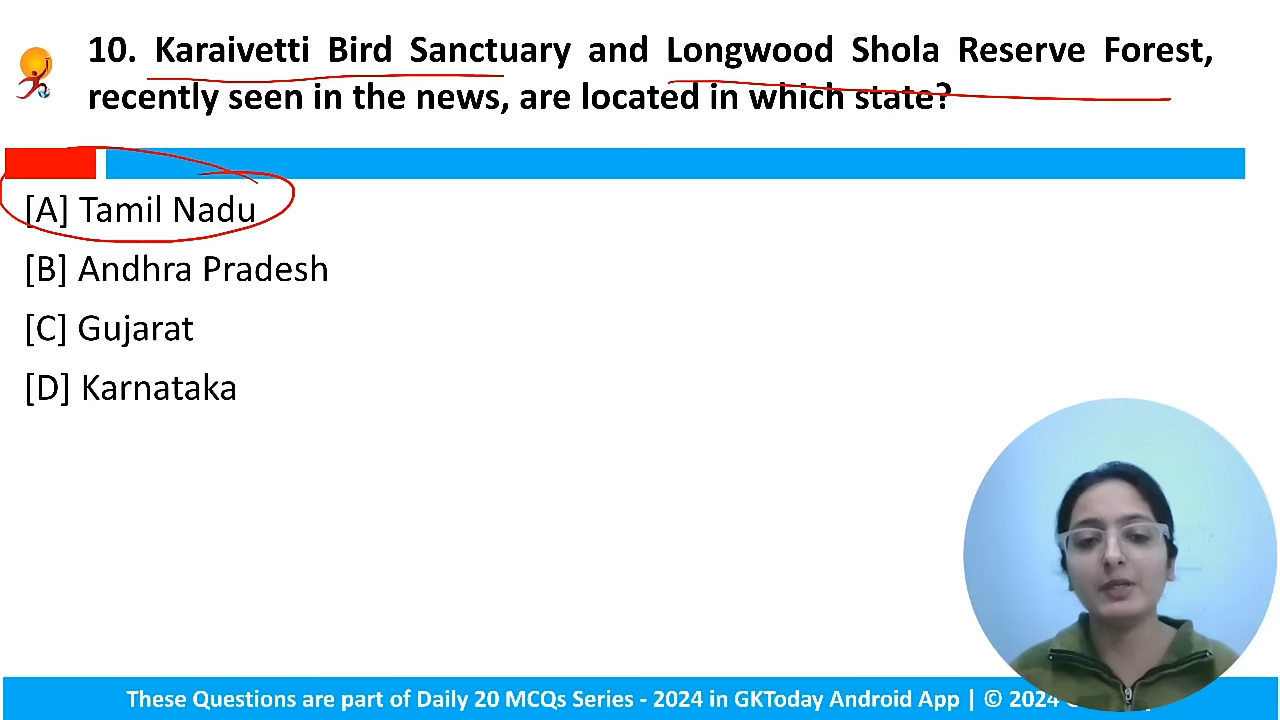 10. Karaivetti Bird Sanctuary and Longwood Shola Reserve Forest,
recently seen in the news, are located in which state?
[A] Tamil Nadu
[B] Andhra Pradesh
[C] Gujarat
[D] Karnataka
These Questions are part of Daily 20 MCQs Series - 2024 in GKToday Android App | © 2024